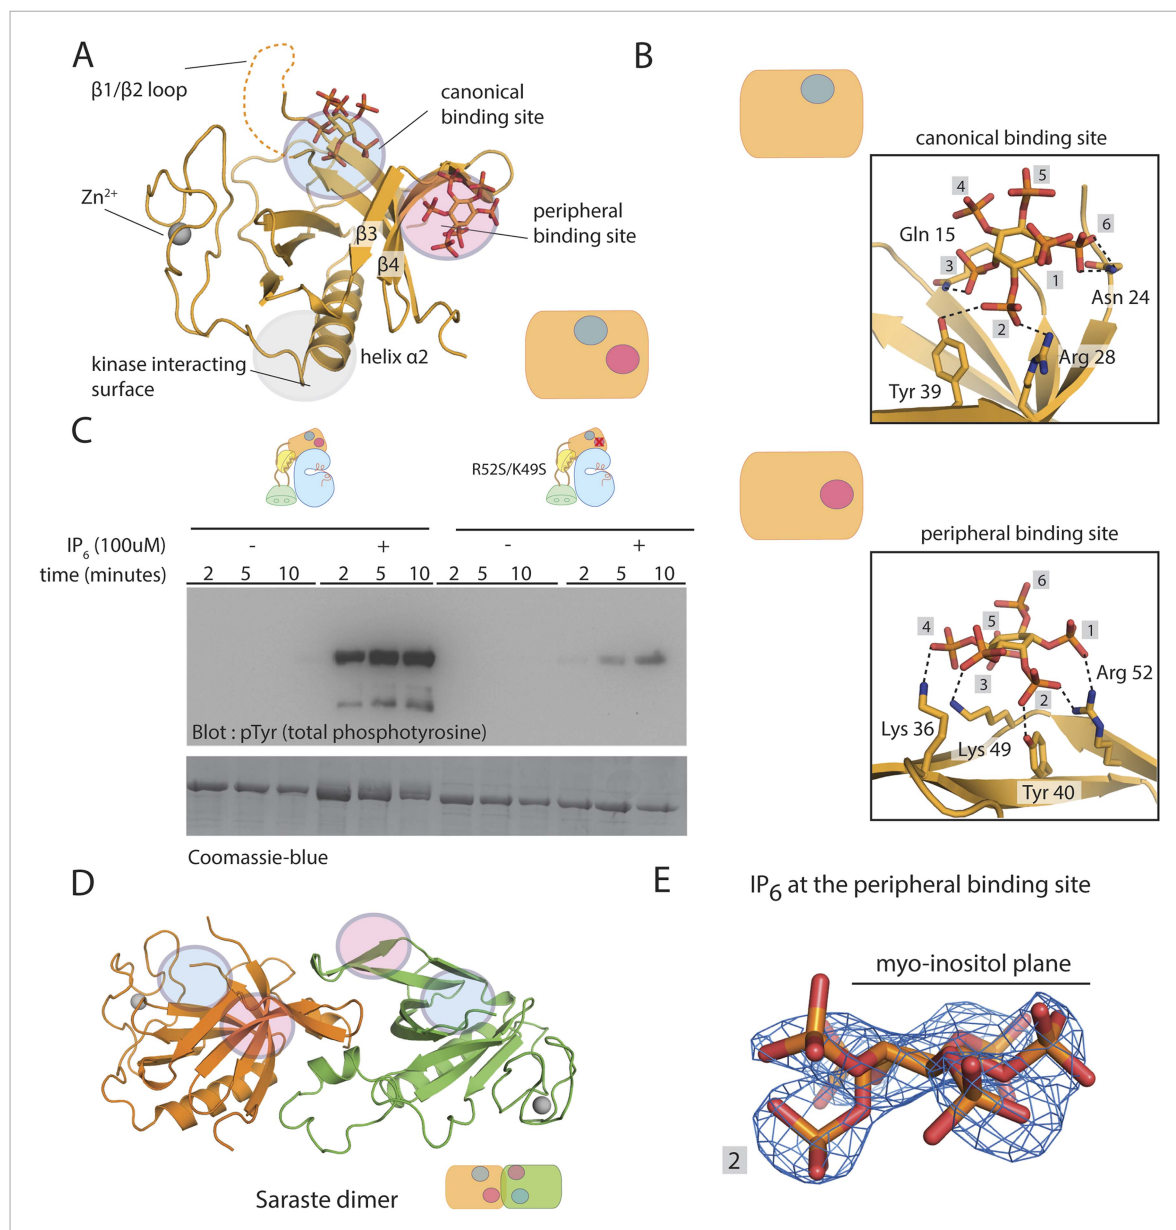 A
β1/β2 loop
canonical
binding site
Zn2+
peripheral
binding site
β3
β4
kinase interacting
surface
helix α2
B
canonical binding site
5
4
6
Gln 15
3
1
Asn 24
2
Arg 28
Tyr 39
peripheral binding site
6
5
4
1
Arg 52
3
2
Lys 36
Lys 49
Tyr 40
C
R52S/K49S
IP6 (100uM) - + - +
time (minutes) 2 5 10 2 5 10 2 5 10 2 5 10
Blot : pTyr (total phosphotyrosine)
Coomassie-blue
D
Saraste dimer
E
IP6 at the peripheral binding site
myo-inositol plane
2